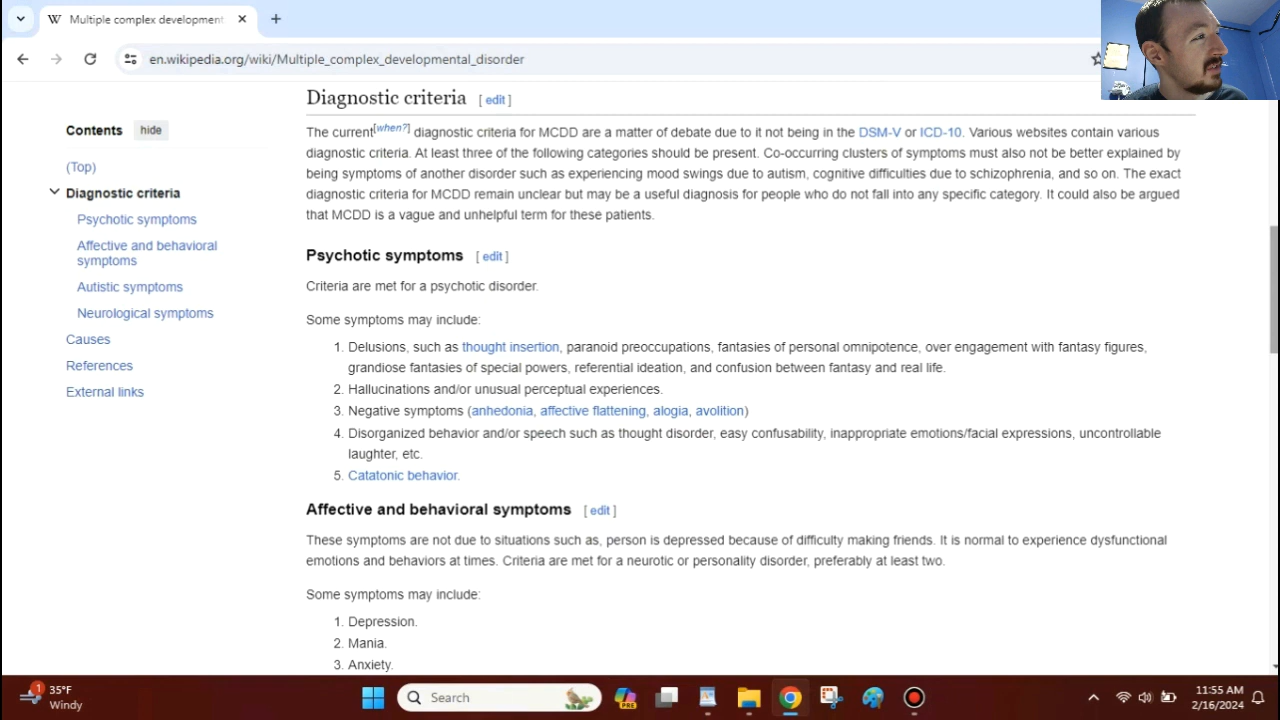 Multiple complex development
en.wikipedia.org/wiki/Multiple_complex_developmental_disorder
Contents hide
(Top)
Diagnostic criteria
Psychotic symptoms
Affective and behavioral
symptoms
Autistic symptoms
Neurological symptoms
Causes
References
External links
Diagnostic criteria [ edit ]
The current[when?] diagnostic criteria for MCDD are a matter of debate due to it not being in the DSM-V or ICD-10. Various websites contain various
diagnostic criteria. At least three of the following categories should be present. Co-occurring clusters of symptoms must also not be better explained by
being symptoms of another disorder such as experiencing mood swings due to autism, cognitive difficulties due to schizophrenia, and so on. The exact
diagnostic criteria for MCDD remain unclear but may be a useful diagnosis for people who do not fall into any specific category. It could also be argued
that MCDD is a vague and unhelpful term for these patients.
Psychotic symptoms [ edit ]
Criteria are met for a psychotic disorder.
Some symptoms may include:
1. Delusions, such as thought insertion, paranoid preoccupations, fantasies of personal omnipotence, over engagement with fantasy figures,
grandiose fantasies of special powers, referential ideation, and confusion between fantasy and real life.
2. Hallucinations and/or unusual perceptual experiences.
3. Negative symptoms (anhedonia, affective flattening, alogia, avolition)
4. Disorganized behavior and/or speech such as thought disorder, easy confusability, inappropriate emotions/facial expressions, uncontrollable
laughter, etc.
5. Catatonic behavior.
Affective and behavioral symptoms [ edit ]
These symptoms are not due to situations such as, person is depressed because of difficulty making friends. It is normal to experience dysfunctional
emotions and behaviors at times. Criteria are met for a neurotic or personality disorder, preferably at least two.
Some symptoms may include:
1. Depression.
2. Mania.
3. Anxiety.
1
35°F
Windy
Search
PRE
11:55 AM
2/16/2024